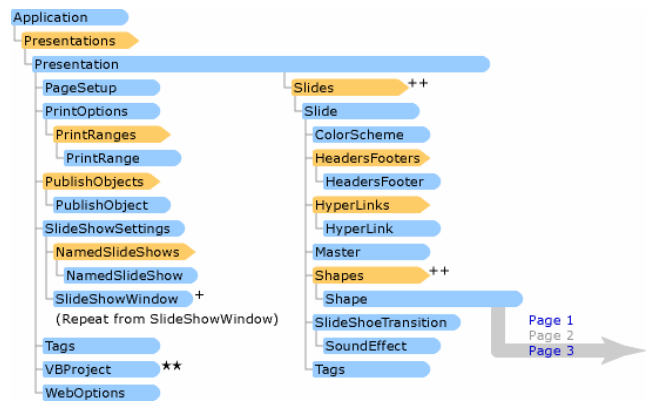 Application
Presentations
Presentation
PageSetup
PrintOptions
PrintRanges
PrintRange
PublishObjects
PublishObject
SlideShowSettings
NamedSlideShows
NamedSlideShow
SlideShowWindow +
(Repeat from SlideShowWindow)
Tags
VBProject ★★
WebOptions
Slides ++
Slide
ColorScheme
HeadersFooters
HeadersFooter
HyperLinks
HyperLink
Master
Shapes ++
Shape
SlideShoeTransition
SoundEffect
Tags
Page 1
Page 2
Page 3